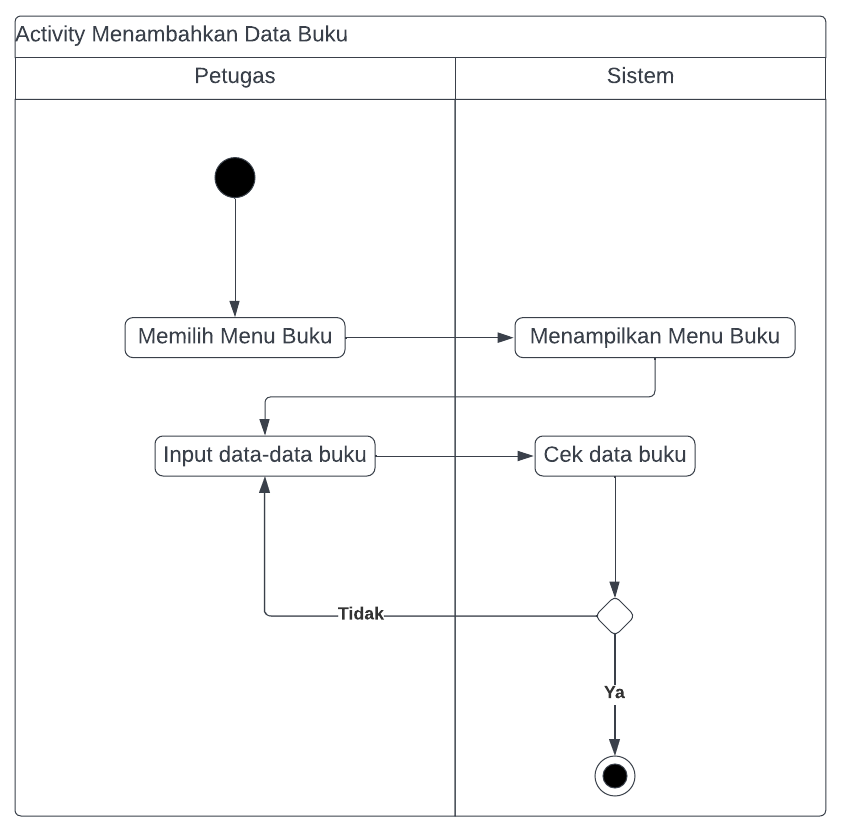 Activity Menambahkan Data Buku
Petugas
Sistem
Memilih Menu Buku
Menampilkan Menu Buku
Input data-data buku
Cek data buku
Tidak
Ya